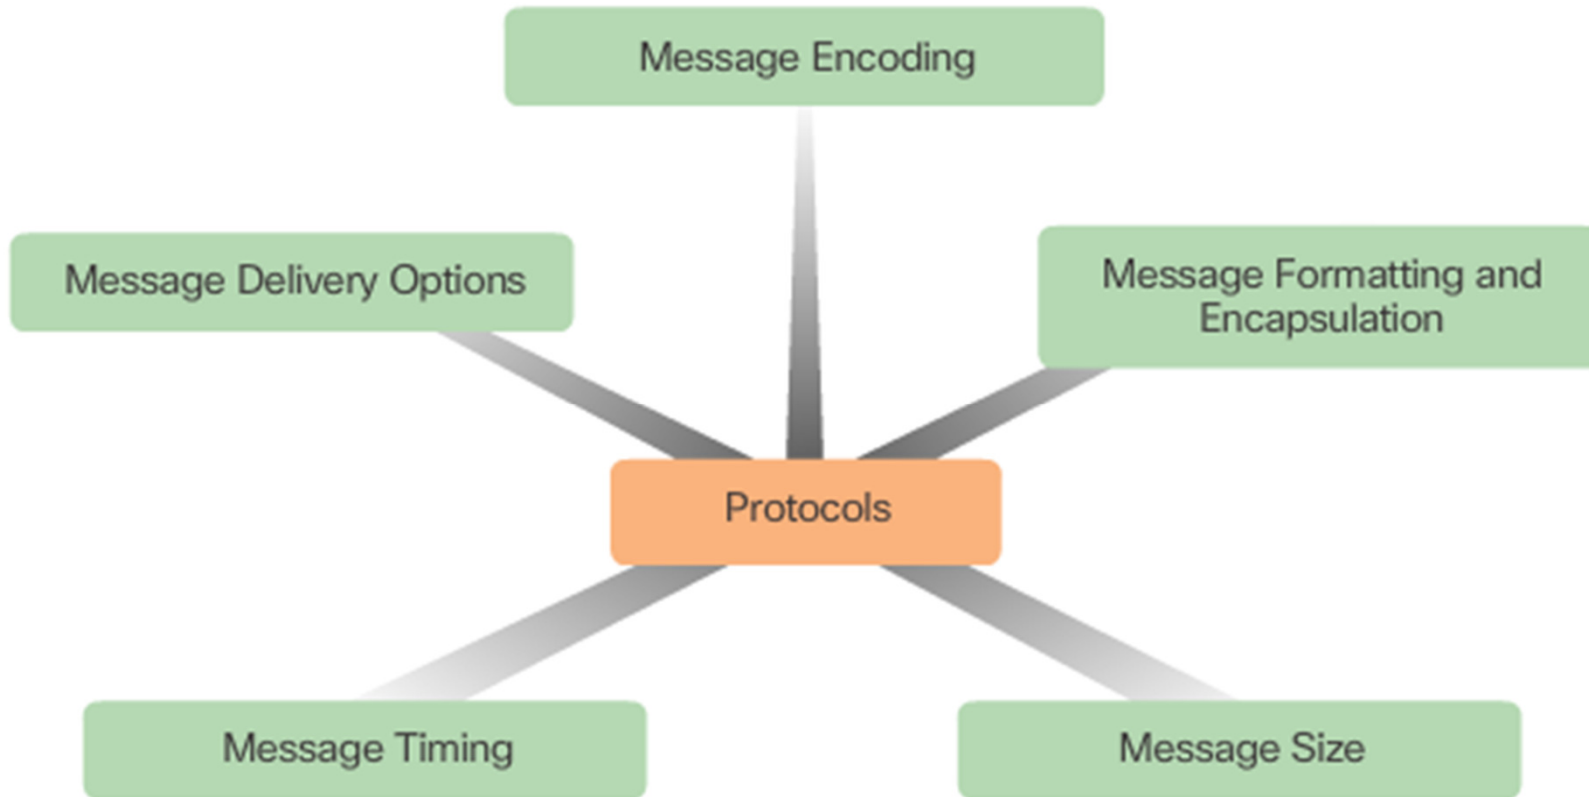 Message Encoding
Message Delivery Options
Message Formatting and
Encapsulation
Protocols
Message Timing
Message Size